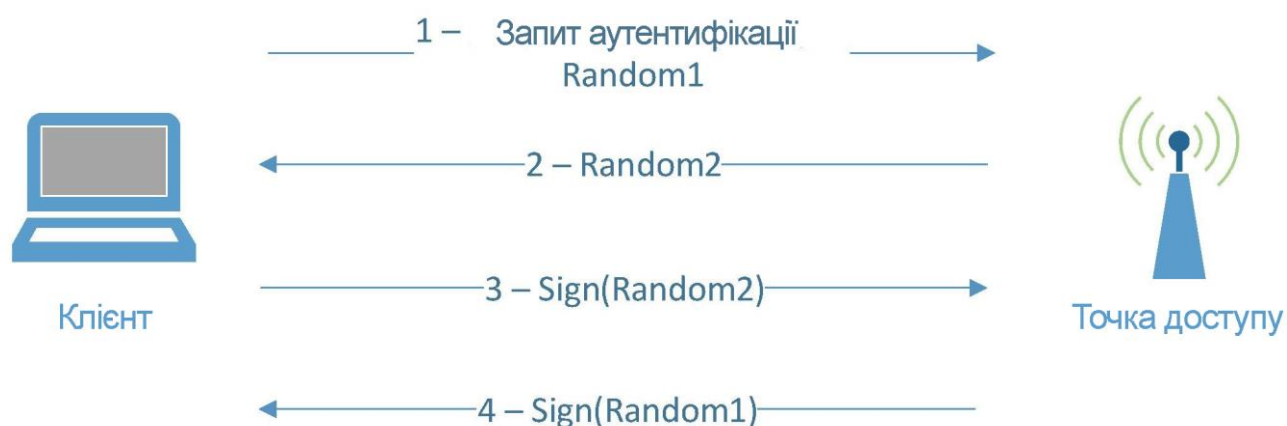 1 – Запит аутентифікації
Random1
2 – Random2
3 – Sign(Random2)
Клієнт
Точка доступу
4 – Sign(Random1)